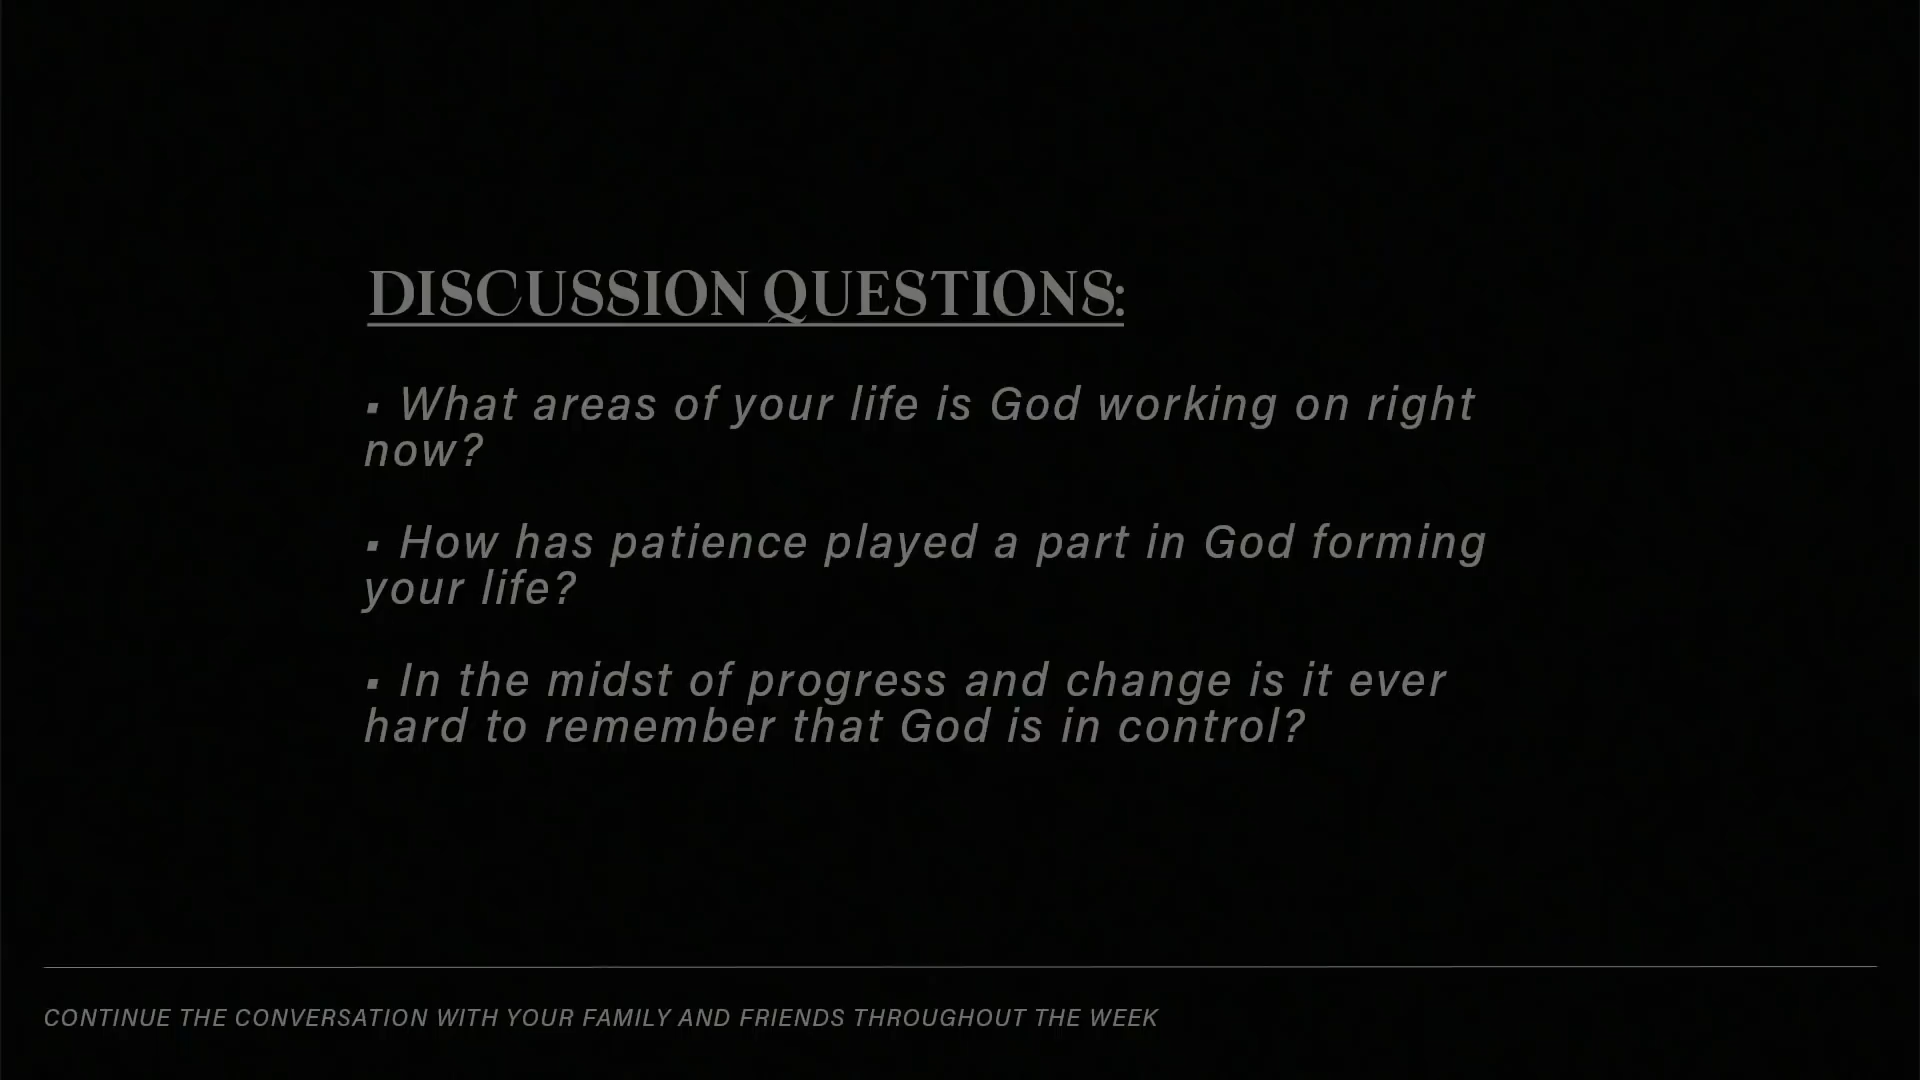 DISCUSSION QUESTIONS:
▪ What areas of your life is God working on right
now?
▪ How has patience played a part in God forming
your life?
▪ In the midst of progress and change is it ever
hard to remember that God is in control?
CONTINUE THE CONVERSATION WITH YOUR FAMILY AND FRIENDS THROUGHOUT THE WEEK